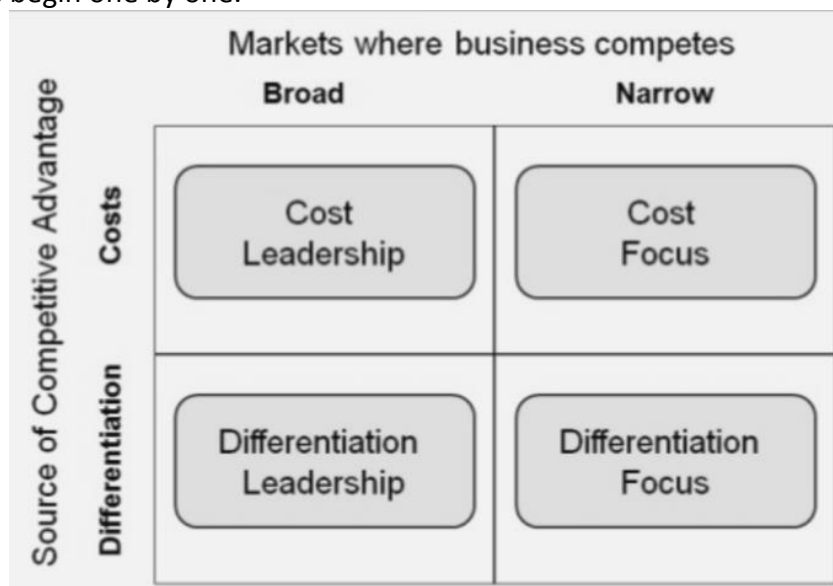 begin one by one.
Markets where business competes
Broad Narrow
Source of Competitive Advantage
Costs
Cost
Leadership
Cost
Focus
Differentiation
Differentiation
Leadership
Differentiation
Focus